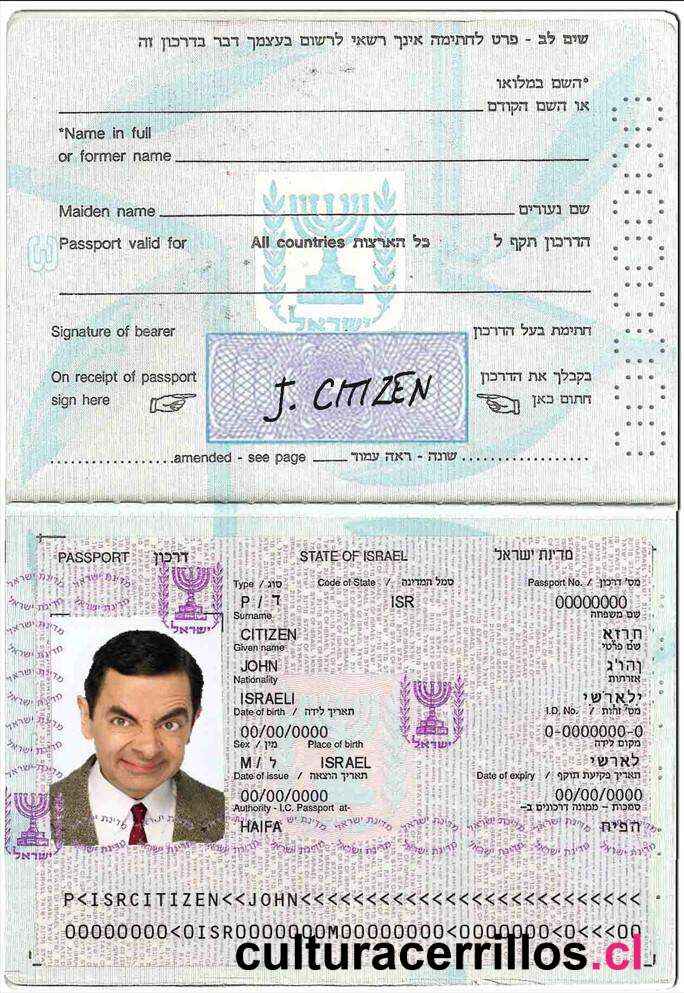 שים לב - פרט לחתימה אינך רשאי לרשום בעצמך דבר בדרכון זה
*השם במלואו
או השם הקודם
*Name in full
or former name
Maiden name שם נעורים
Passport valid for All countries כל הארצות הדרכון תקף ל
ישראל
Signature of bearer חתימת בעל הדרכון
On receipt of passport בקבלך את הדרכון
sign here חתום כאן
J. CITIZEN
amended - see page שונה - ראה עמוד
PASSPORT דרכון STATE OF ISRAEL מדינת ישראל
Type / סוג Code of State / סמל המדינה Passport No. / מס' דרכון
P / ד ISR 00000000
Surname שם משפחה
CITIZEN חרזא
Given name שם פרטי
JOHN והר'ג
Nationality אזרחות
ISRAELI ילארשי
Date of birth / תאריך לידה I.D. No. / מס' זהות
00/00/0000 0-0000000-0
Sex / מין Place of birth מקום לידה
M / ל ISRAEL לארשי
Date of issue / תאריך הוצאה Date of expiry / תאריך פקיעת תוקף
00/00/0000 00/00/0000
Authority - I.C. Passport at- סמכות - ממונה דרכונים ב-
HAIFA הפיח
ישראל
ישראל
ישראל
P<ISRCITIZEN<<JOHN<<<<<<<<<<<<<<<<<<<<<<<<<<
00000000<0ISR0000000M00000000<0000000<0<<<00
culturacerrillos.cl